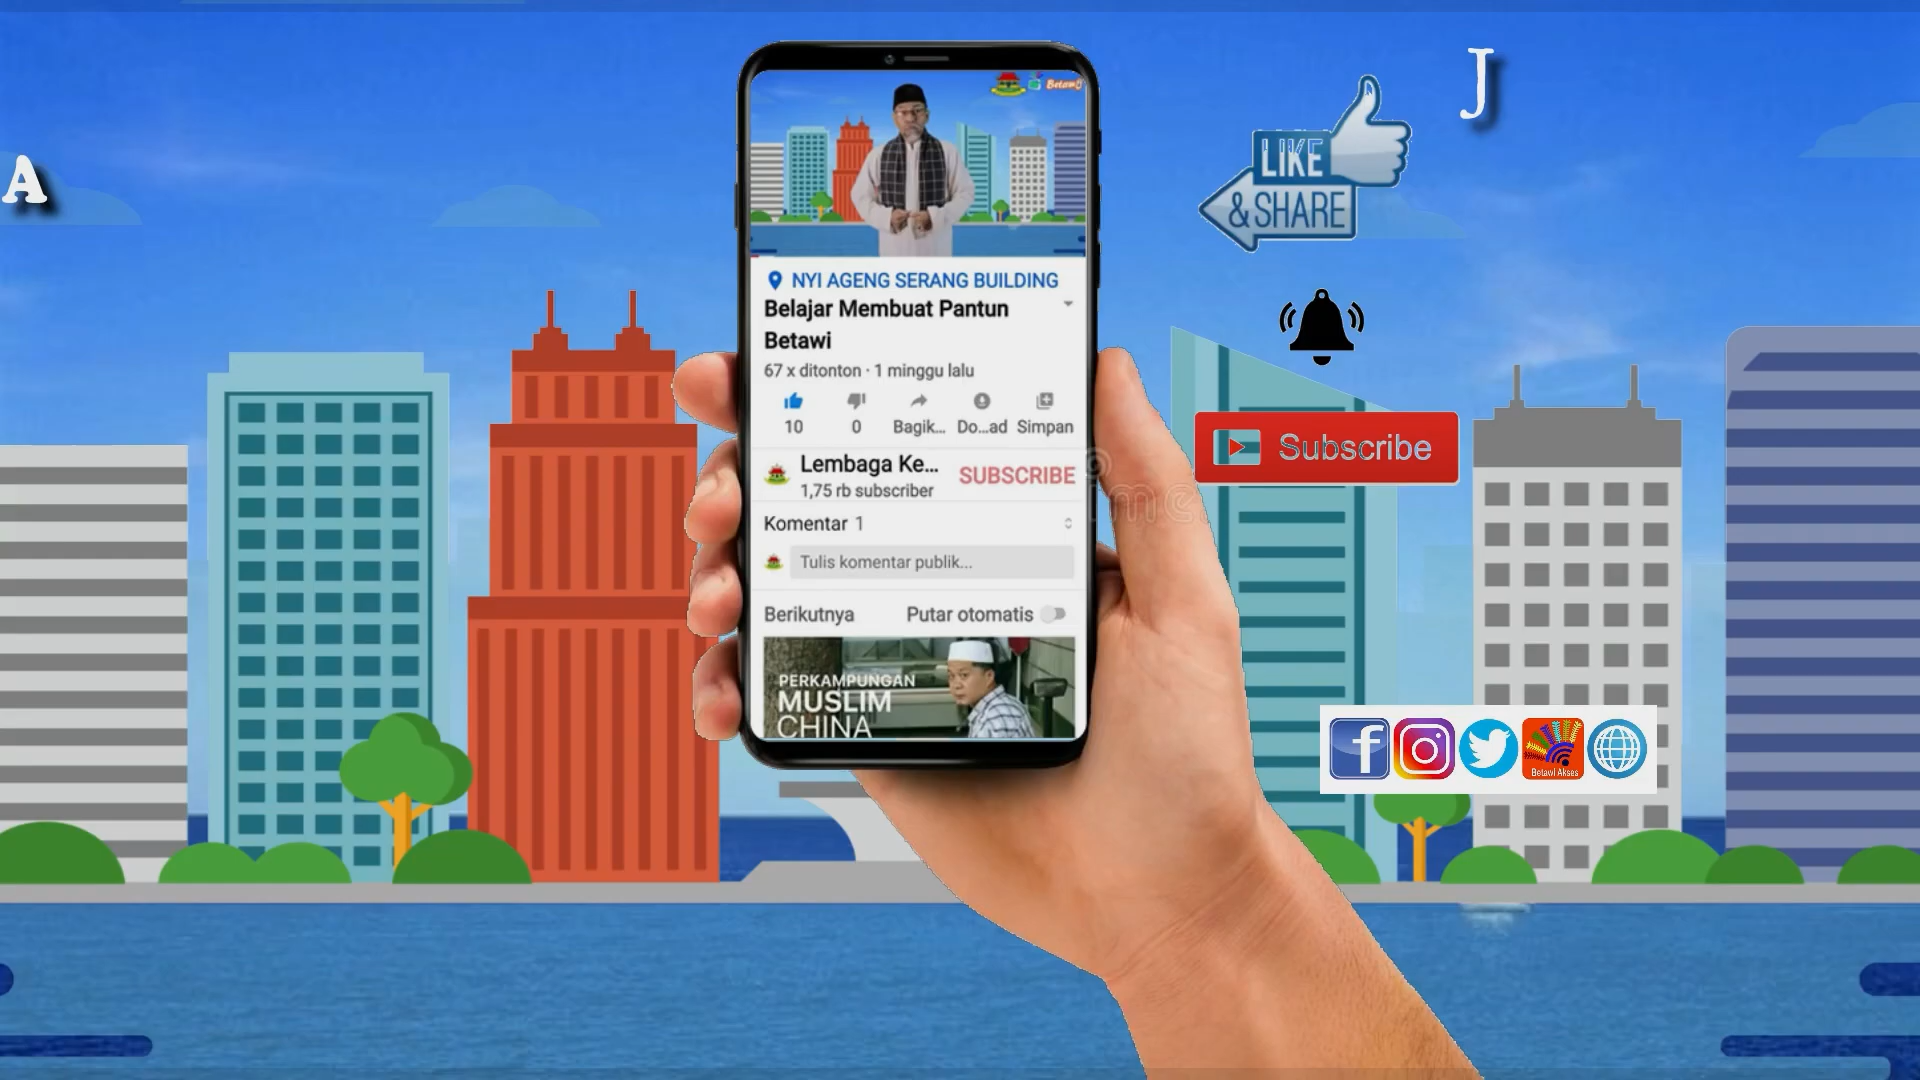 A
J
LIKE
& SHARE
Subscribe
Betawi Akses
NYI AGENG SERANG BUILDING
Belajar Membuat Pantun
Betawi
67 x ditonton · 1 minggu lalu
10
0
Bagik...
Do...ad
Simpan
Lembaga Ke...
1,75 rb subscriber
SUBSCRIBE
Komentar 1
Tulis komentar publik...
Berikutnya
Putar otomatis
PERKAMPUNGAN
MUSLIM
CHINA